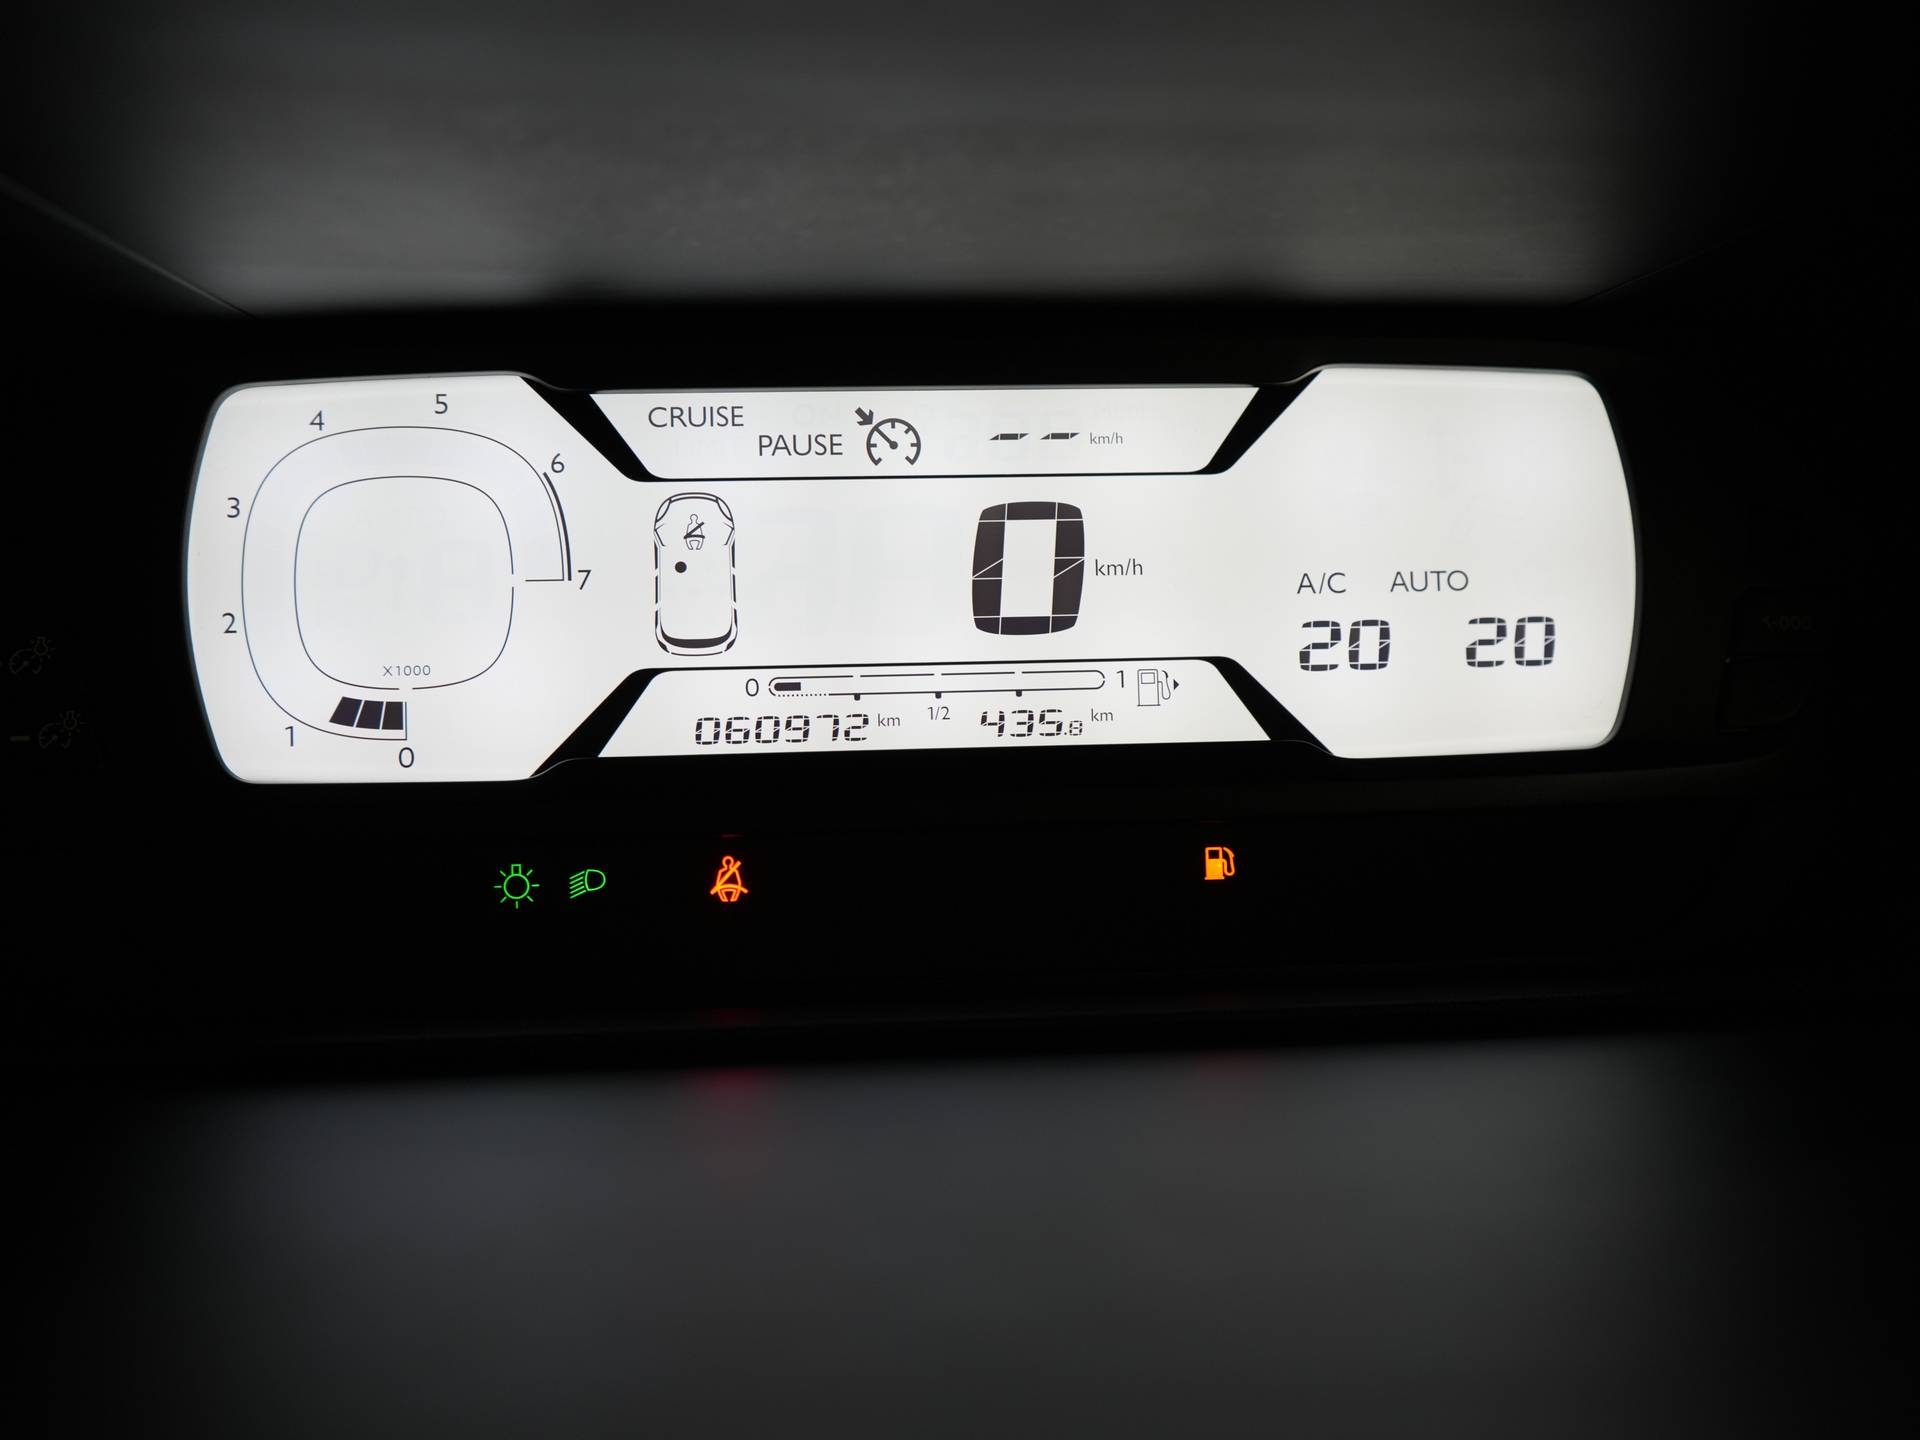 CRUISE
PAUSE
-- km/h
5
4
6
3
7
2
X1000
1
0
0 km/h
A/C AUTO
20 20
0 1
1/2
060972 km
435.8 km